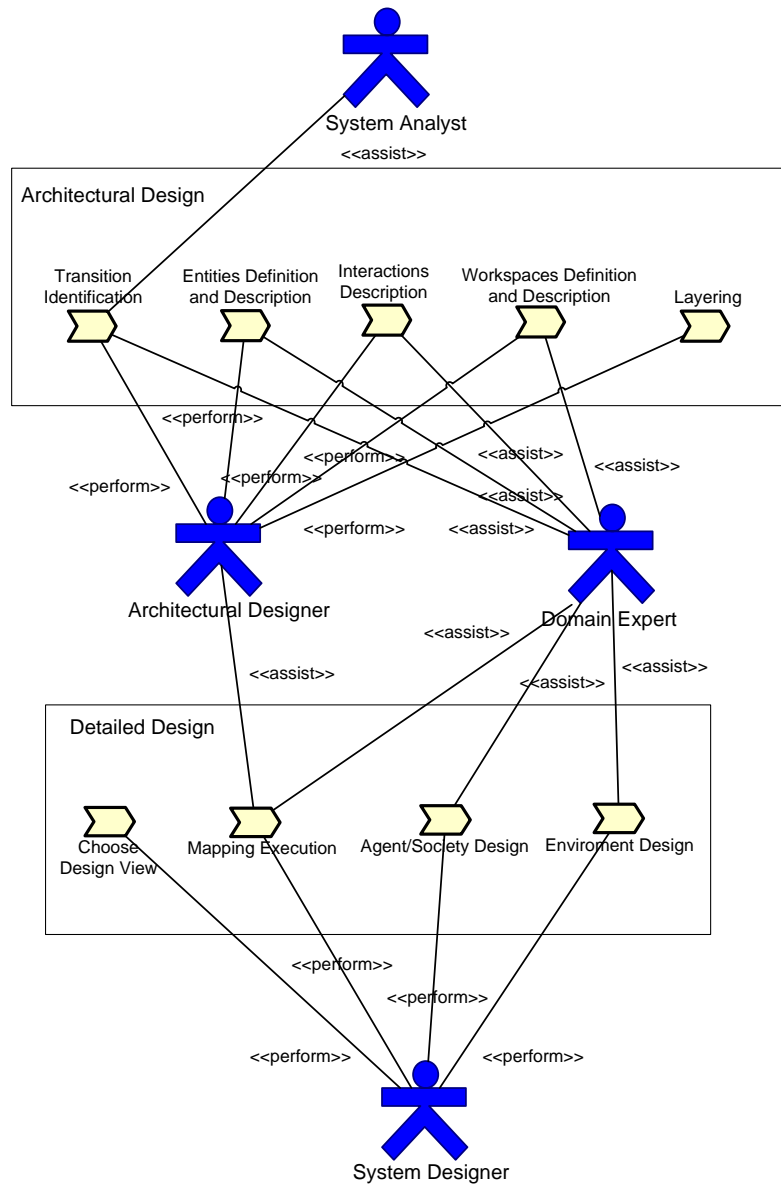 System Analyst
<<assist>>
Architectural Design
Transition
Identification
Entities Definition
and Description
Interactions
Description
Workspaces Definition
and Description
Layering
<<perform>>
<<perform>>
<<perform>>
<<assist>>
<<assist>>
<<perform>>
<<assist>>
<<perform>>
<<assist>>
Architectural Designer
Domain Expert
<<assist>>
<<assist>>
<<assist>>
<<assist>>
Detailed Design
Choose
Design View
Mapping Execution
Agent/Society Design
Enviroment Design
<<perform>>
<<perform>>
<<perform>>
<<perform>>
System Designer